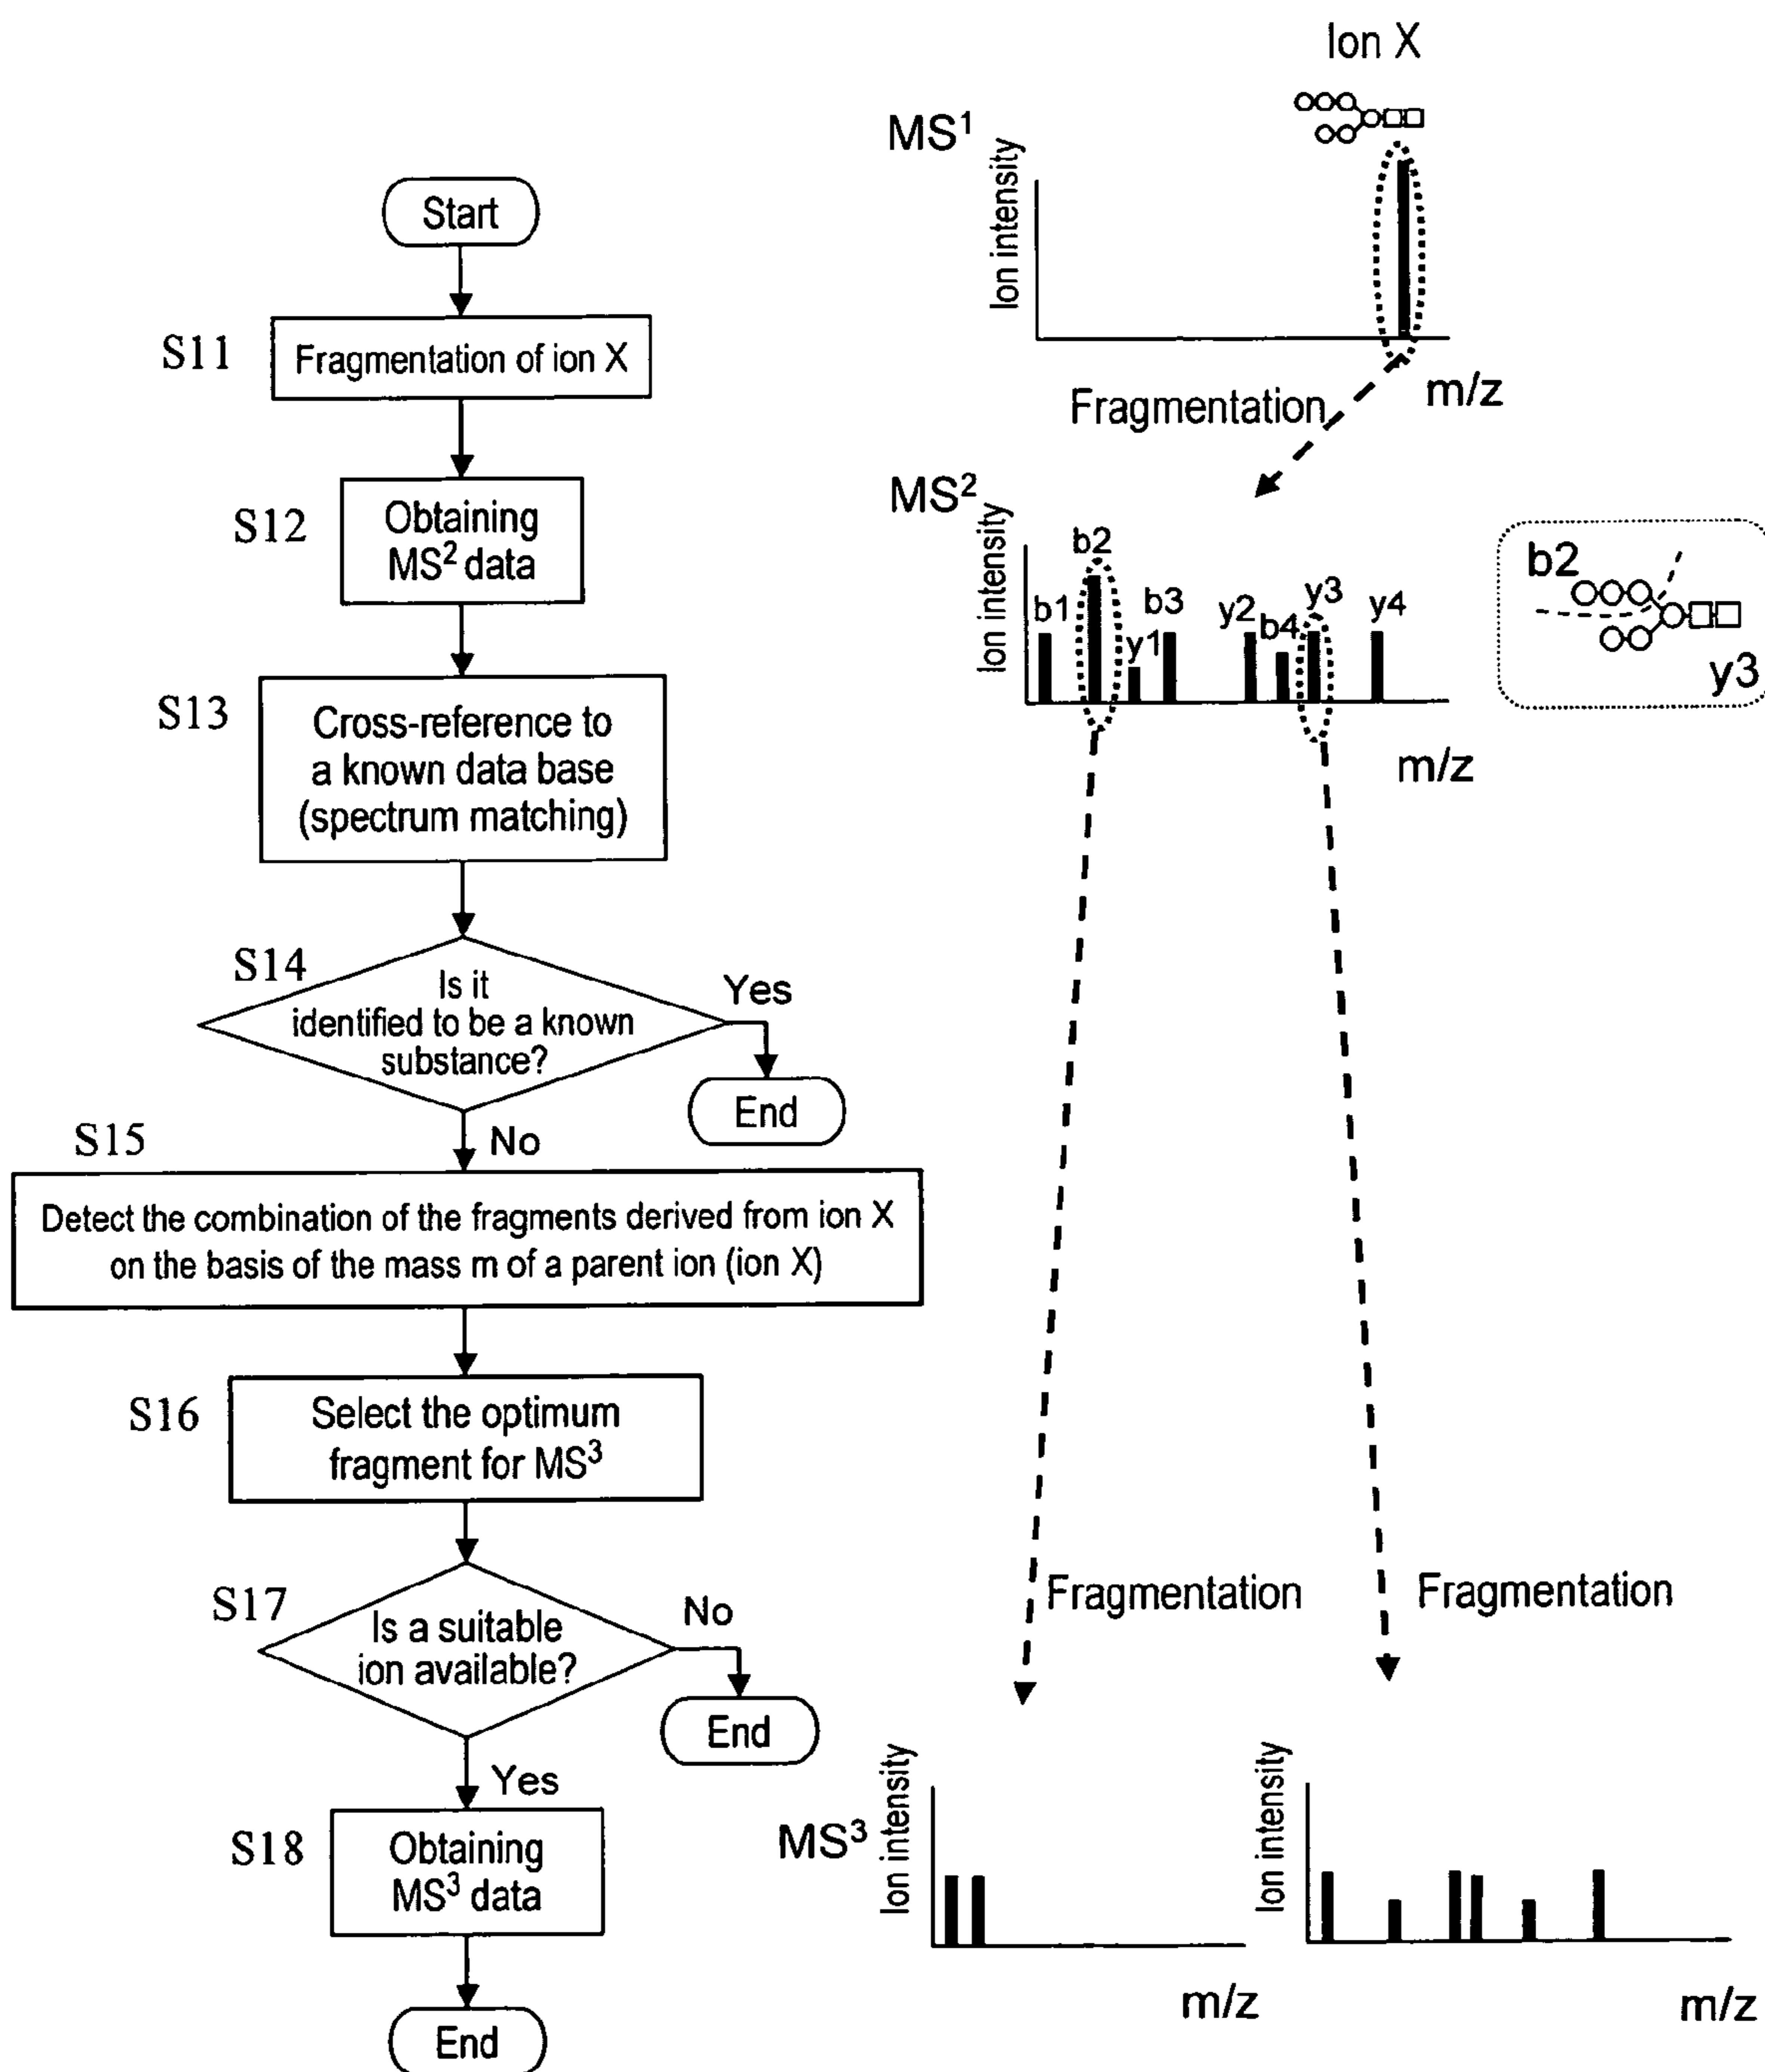 Start
S11
Fragmentation of ion X
S12
Obtaining
MS² data
S13
Cross-reference to
a known data base
(spectrum matching)
S14
Is it
identified to be a known
substance?
Yes
End
No
S15
Detect the combination of the fragments derived from ion X
on the basis of the mass m of a parent ion (ion X)
S16
Select the optimum
fragment for MS³
S17
Is a suitable
ion available?
No
End
Yes
S18
Obtaining
MS³ data
End
Ion X
MS¹
Ion intensity
m/z
Fragmentation
MS²
Ion intensity
b1
b2
y1
b3
y2
b4
y3
y4
m/z
b2
y3
Fragmentation
Fragmentation
MS³
Ion intensity
m/z
Ion intensity
m/z